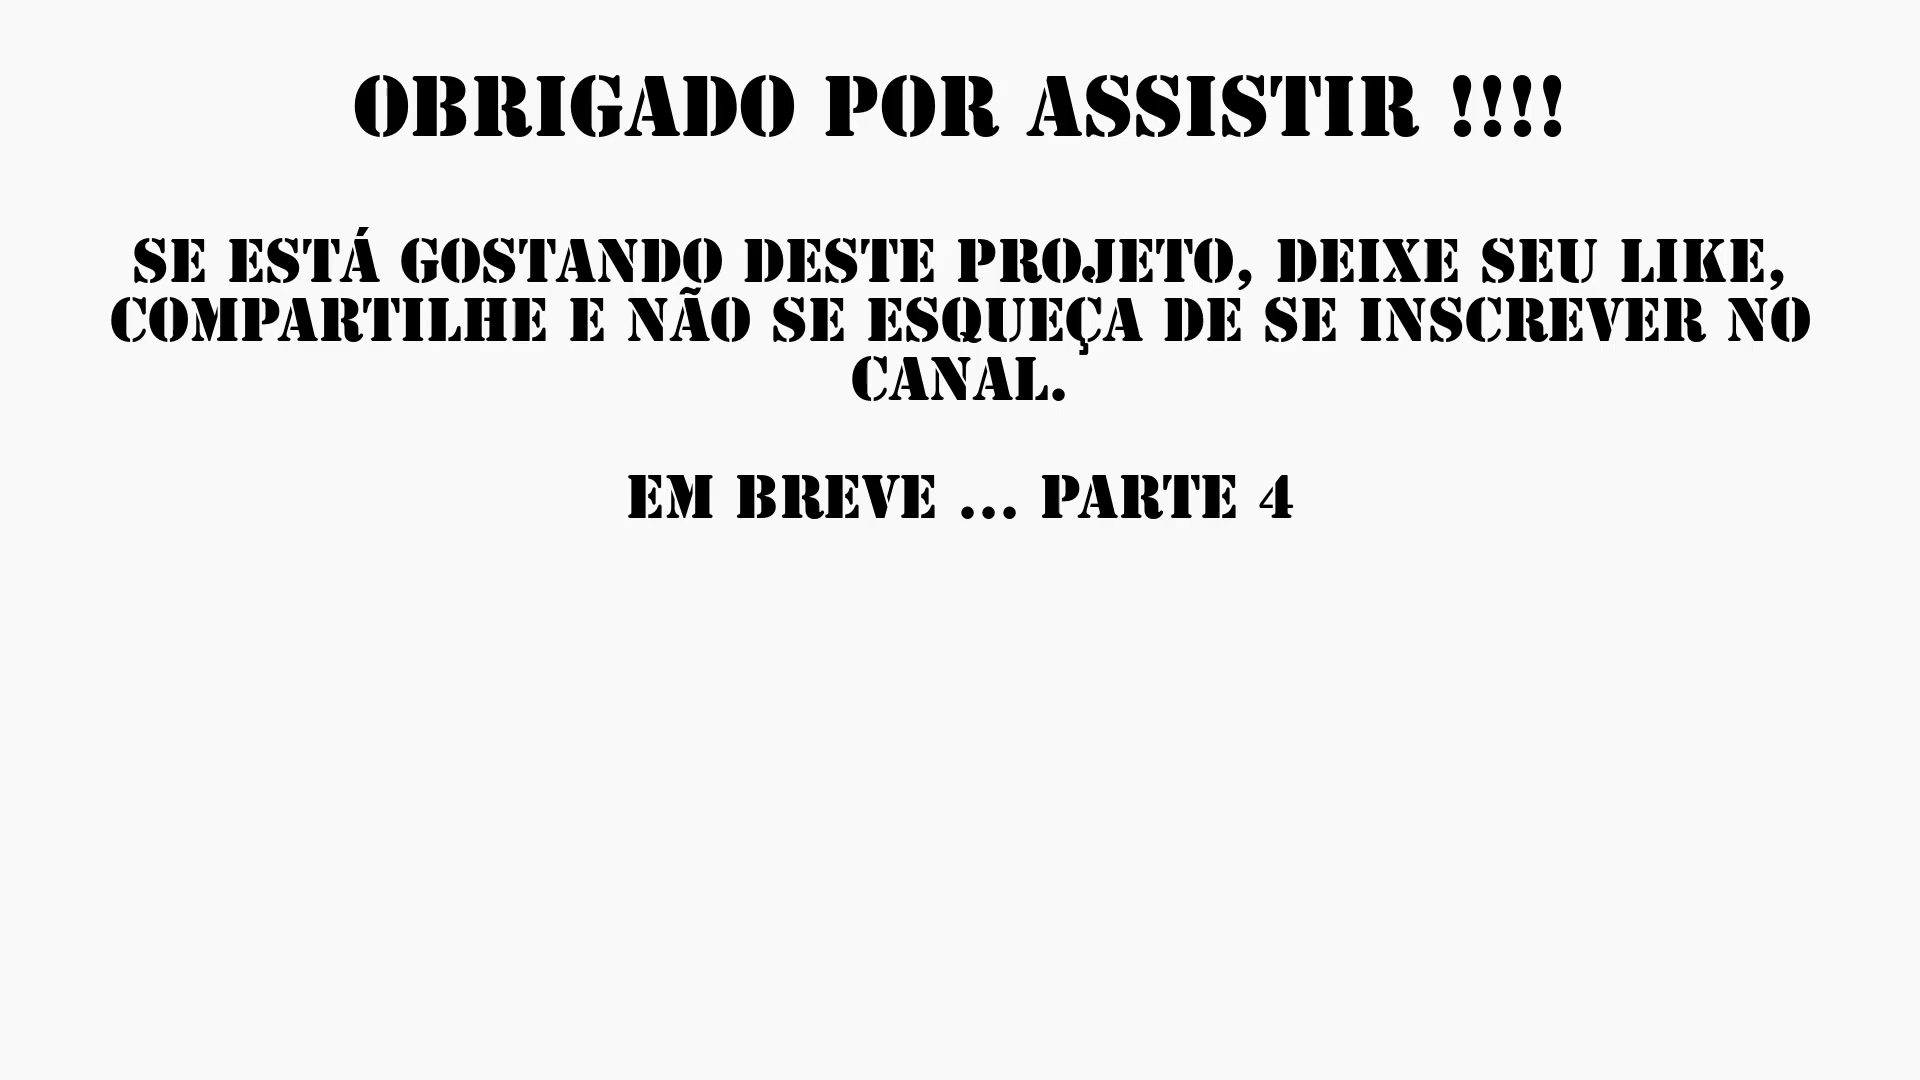 OBRIGADO POR ASSISTIR !!!!
SE ESTÁ GOSTANDO DESTE PROJETO, DEIXE SEU LIKE,
COMPARTILHE E NÃO SE ESQUEÇA DE SE INSCREVER NO
CANAL.
EM BREVE ... PARTE 4